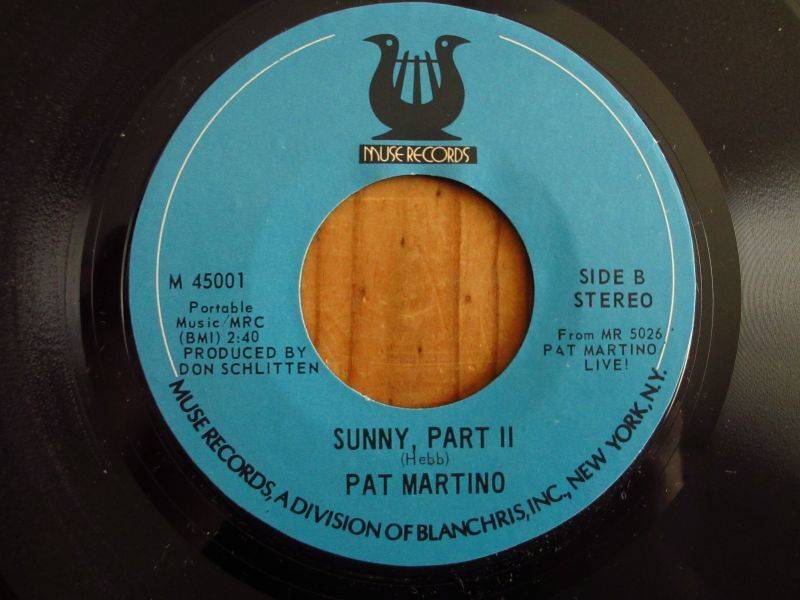 MUSE RECORDS
M 45001
Portable
Music/MRC
(BMI) 2:40
PRODUCED BY
DON SCHLITTEN
SIDE B
STEREO
From MR 5026
PAT MARTINO
LIVE!
SUNNY, PART II
(Hebb)
PAT MARTINO
MUSE RECORDS, A DIVISION OF BLANCHRIS, INC., NEW YORK, N.Y.